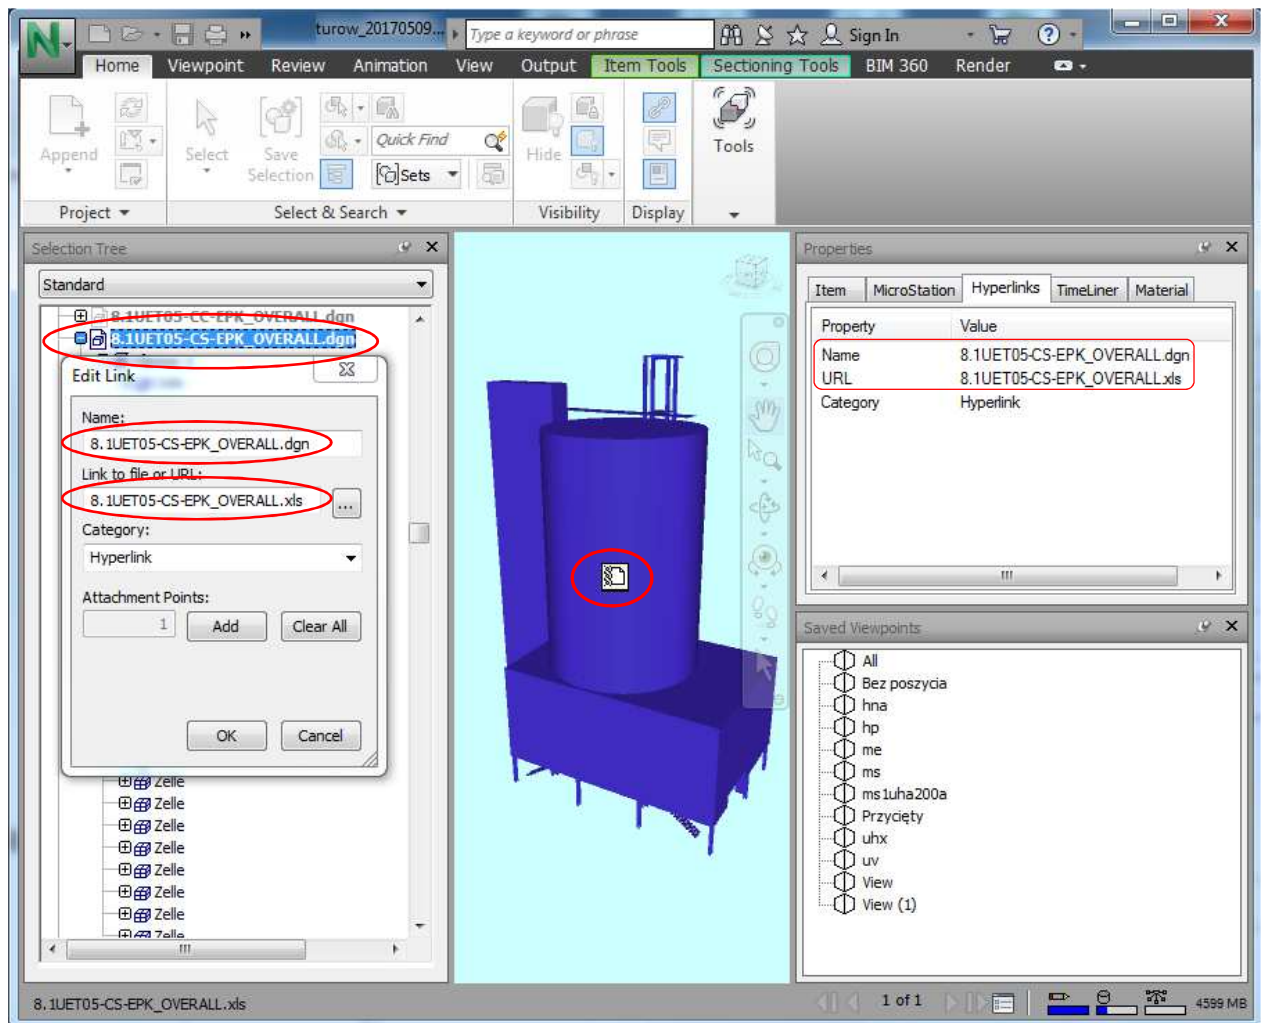 turow_20170509...
Type a keyword or phrase
Sign In
Home Viewpoint Review Animation View Output Item Tools Sectioning Tools BIM 360 Render
Append
Select
Save Selection
Quick Find
Sets
Hide
Tools
Project
Select & Search
Visibility
Display
Selection Tree
Standard
8.1UET05-CC-EPK_OVERALL.dgn
8.1UET05-CS-EPK_OVERALL.dgn
Edit Link
Name:
8.1UET05-CS-EPK_OVERALL.dgn
Link to file or URL:
8.1UET05-CS-EPK_OVERALL.xls
...
Category:
Hyperlink
Attachment Points:
1
Add
Clear All
OK
Cancel
Zelle
Zelle
Zelle
Zelle
Zelle
Zelle
Zelle
Zelle
Properties
Item MicroStation Hyperlinks TimeLiner Material
Property Value
Name 8.1UET05-CS-EPK_OVERALL.dgn
URL 8.1UET05-CS-EPK_OVERALL.xls
Category Hyperlink
Saved Viewpoints
All
Bez poszycia
hna
hp
me
ms
ms1uha200a
Przycięty
uhx
uv
View
View (1)
8.1UET05-CS-EPK_OVERALL.xls
1 of 1
4599 MB